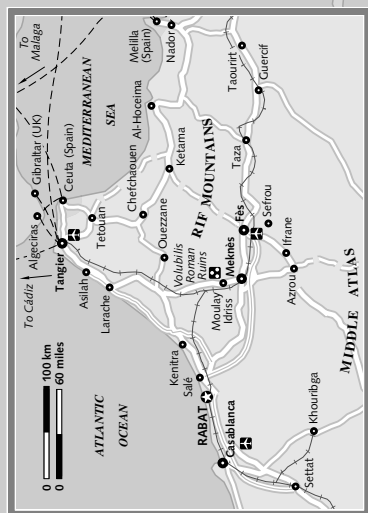 To
Malaga
Melilla
(Spain)
Nador
MEDITERRANEAN
SEA
Gibraltar (UK)
Algeciras
Ceuta (Spain)
To Cádiz
Tangier
Tetouan
Asilah
Larache
Chefchaouen
Al-Hoceima
Ketama
Ouezzane
Taourirt
Guercif
Taza
RIF MOUNTAINS
Volubilis
Roman
Ruins
Moulay
Idriss
Meknès
Fès
Sefrou
Ifrane
Azrou
MIDDLE ATLAS
Kenitra
Salé
RABAT
Casablanca
Khouribga
Settat
ATLANTIC
OCEAN
0 100 km
0 60 miles